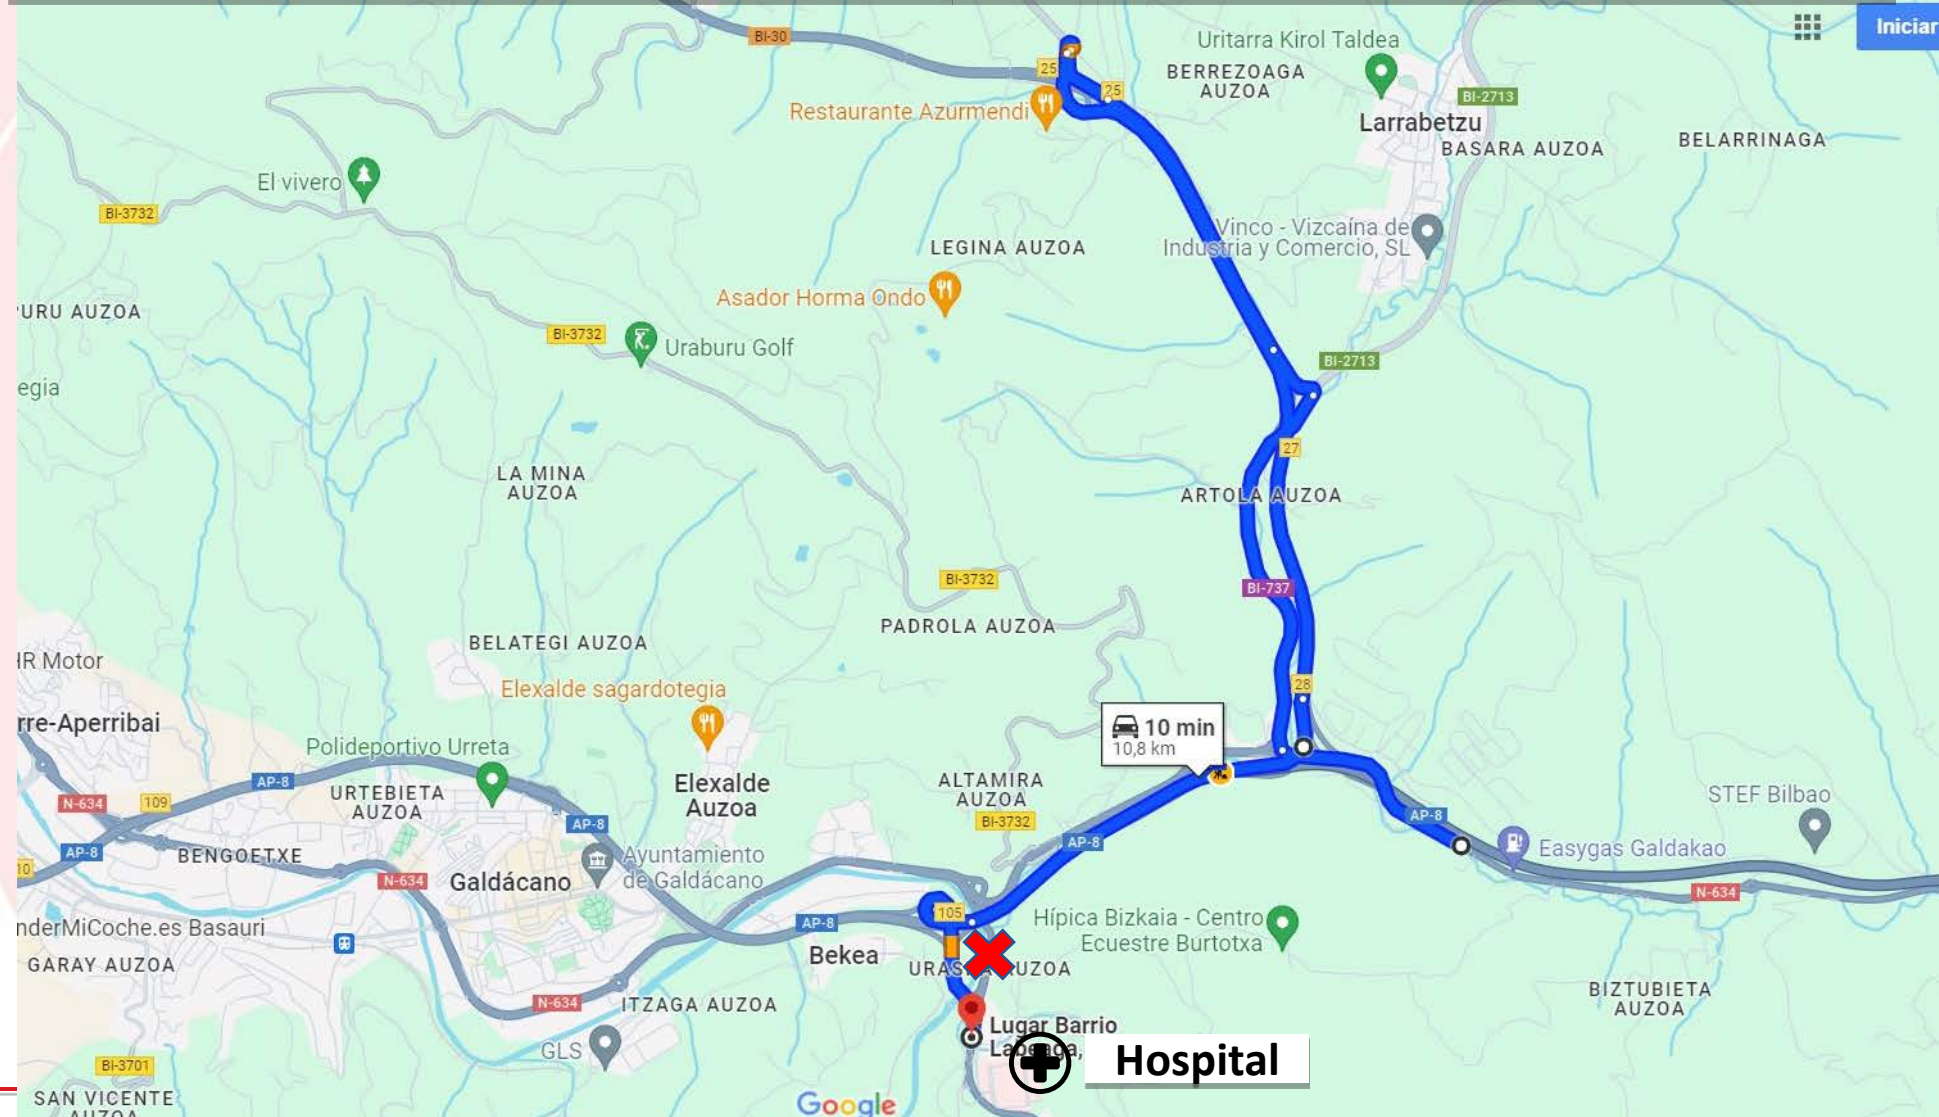 BI-30
Iniciar
Uritarra Kirol Taldea
25
BERREZOAGA
AUZOA
25
BI-2713
Restaurante Azurmendi
Larrabetzu
BASARA AUZOA
BELARRINAGA
El vivero
BI-3732
Vinco - Vizcaína de
Industria y Comercio, SL
LEGINA AUZOA
Asador Horma Ondo
URU AUZOA
BI-3732
Uraburu Golf
BI-2713
egia
27
LA MINA
AUZOA
ARTOLA AUZOA
BI-3732
BI-737
PADROLA AUZOA
BELATEGI AUZOA
HR Motor
Elexalde sagardotegia
28
rre-Aperribai
10 min
10,8 km
Polideportivo Urreta
AP-8
URTEBIETA
AUZOA
Elexalde
Auzoa
ALTAMIRA
AUZOA
STEF Bilbao
N-634
109
BI-3732
AP-8
AP-8
AP-8
Easygas Galdakao
AP-8
BENGOETXE
Ayuntamiento
de Galdácano
10
N-634
Galdácano
N-634
105
AP-8
Hípica Bizkaia - Centro
Ecuestre Burtotxa
nderMiCoche.es Basauri
Bekea
GARAY AUZOA
AUZOA
N-634
ITZAGA AUZOA
BIZTUBIETA
AUZOA
Lugar Barrio
GLS
Hospital
BI-3701
SAN VICENTE
AUZOA
Google